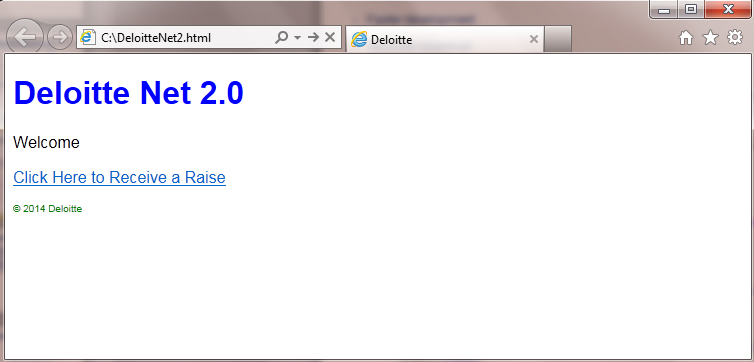 C:\DeloitteNet2.html
Deloitte
Deloitte Net 2.0
Welcome
Click Here to Receive a Raise
© 2014 Deloitte